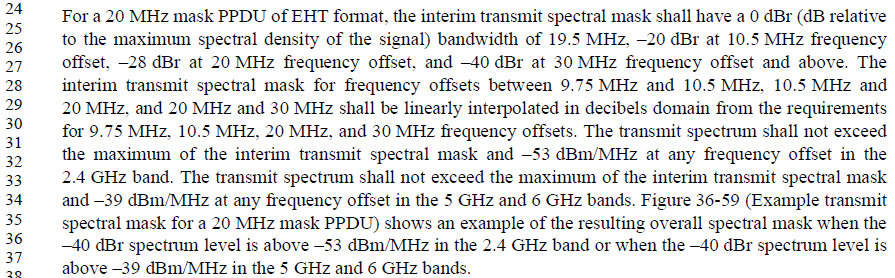 24 For a 20 MHz mask PPDU of EHT format, the interim transmit spectral mask shall have a 0 dBr (dB relative
25 to the maximum spectral density of the signal) bandwidth of 19.5 MHz, –20 dBr at 10.5 MHz frequency
26 offset, –28 dBr at 20 MHz frequency offset, and –40 dBr at 30 MHz frequency offset and above. The
27 interim transmit spectral mask for frequency offsets between 9.75 MHz and 10.5 MHz, 10.5 MHz and
28 20 MHz, and 20 MHz and 30 MHz shall be linearly interpolated in decibels domain from the requirements
29 for 9.75 MHz, 10.5 MHz, 20 MHz, and 30 MHz frequency offsets. The transmit spectrum shall not exceed
30 the maximum of the interim transmit spectral mask and –53 dBm/MHz at any frequency offset in the
31 2.4 GHz band. The transmit spectrum shall not exceed the maximum of the interim transmit spectral mask
32 and –39 dBm/MHz at any frequency offset in the 5 GHz and 6 GHz bands. Figure 36-59 (Example transmit
33 spectral mask for a 20 MHz mask PPDU) shows an example of the resulting overall spectral mask when the
34 –40 dBr spectrum level is above –53 dBm/MHz in the 2.4 GHz band or when the –40 dBr spectrum level is
35 above –39 dBm/MHz in the 5 GHz and 6 GHz bands.
36
37
38